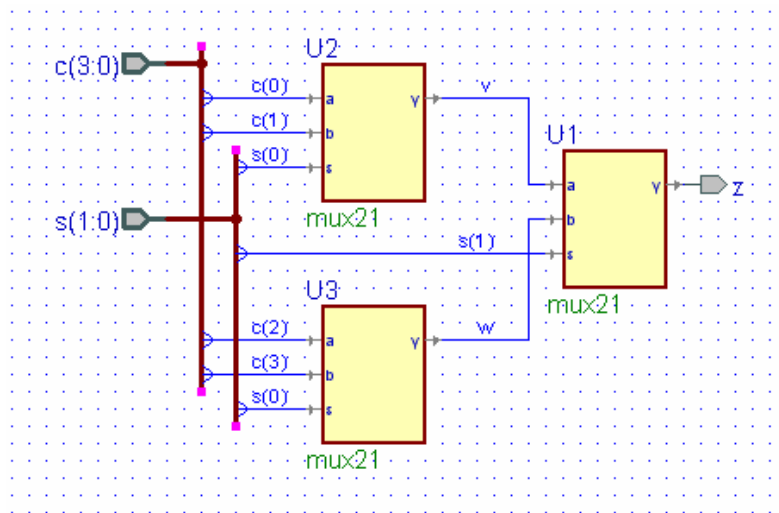 U2
c(3:0)
c(0)
a
y
v
c(1)
b
U1
s(0)
s
a
y
z
s(1:0)
mux21
b
s(1)
s
U3
mux21
c(2)
a
y
w
c(3)
b
s(0)
s
mux21